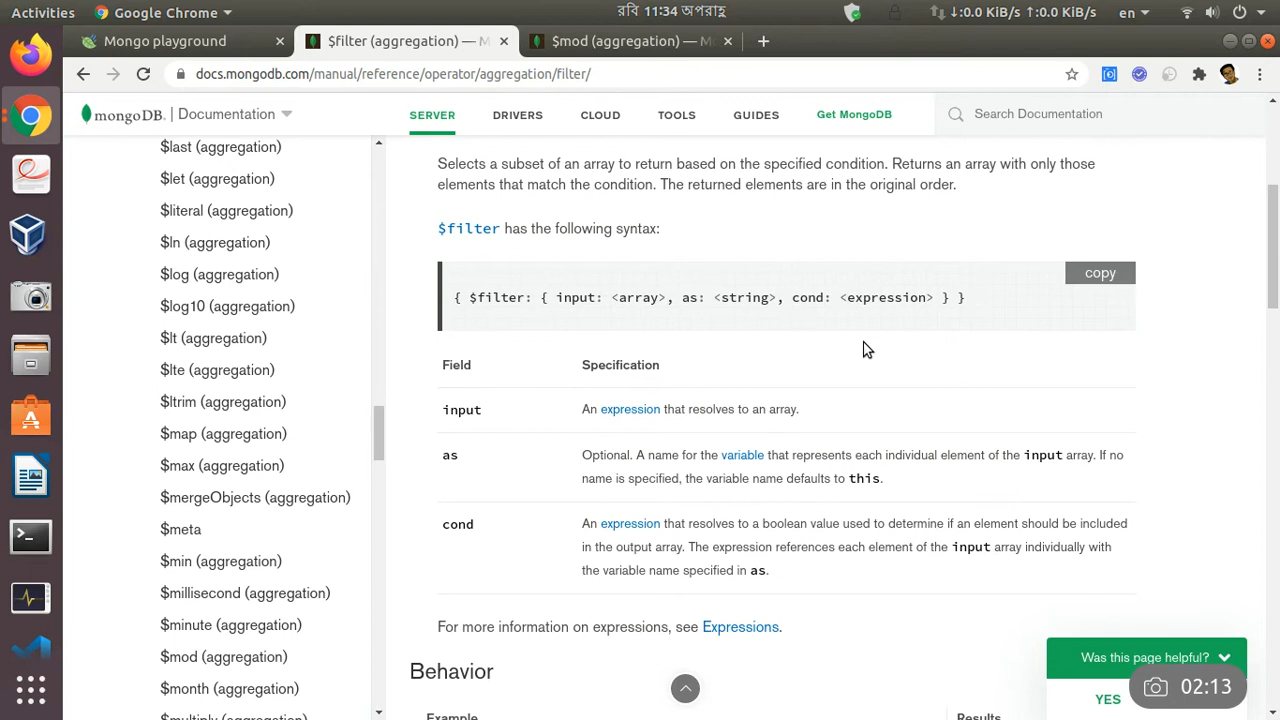 Activities Google Chrome রবি 11:34 অপরাহ্ণ ↓:0.0 KiB/s ↑:0.0 KiB/s en
Mongo playground
$filter (aggregation) — M
$mod (aggregation) — M
docs.mongodb.com/manual/reference/operator/aggregation/filter/
mongoDB. Documentation
SERVER DRIVERS CLOUD TOOLS GUIDES Get MongoDB Search Documentation
$last (aggregation)
$let (aggregation)
$literal (aggregation)
$ln (aggregation)
$log (aggregation)
$log10 (aggregation)
$lt (aggregation)
$lte (aggregation)
$ltrim (aggregation)
$map (aggregation)
$max (aggregation)
$mergeObjects (aggregation)
$meta
$min (aggregation)
$millisecond (aggregation)
$minute (aggregation)
$mod (aggregation)
$month (aggregation)
$multiply (aggregation)
Selects a subset of an array to return based on the specified condition. Returns an array with only those
elements that match the condition. The returned elements are in the original order.
$filter has the following syntax:
copy
{ $filter: { input: <array>, as: <string>, cond: <expression> } }
Field Specification
input An expression that resolves to an array.
as Optional. A name for the variable that represents each individual element of the input array. If no
name is specified, the variable name defaults to this.
cond An expression that resolves to a boolean value used to determine if an element should be included
in the output array. The expression references each element of the input array individually with
the variable name specified in as.
For more information on expressions, see Expressions.
Behavior
Example Results
Was this page helpful?
YES
02:13